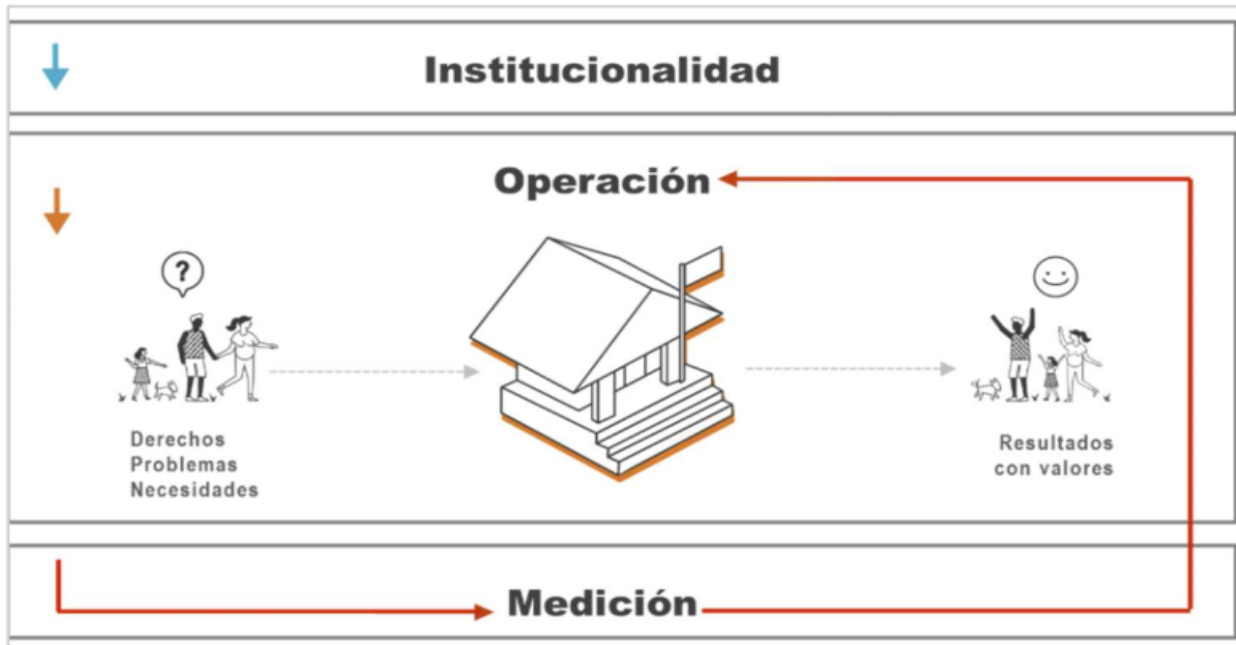 Institucionalidad
Operación
?
Derechos
Problemas
Necesidades
Resultados
con valores
Medición